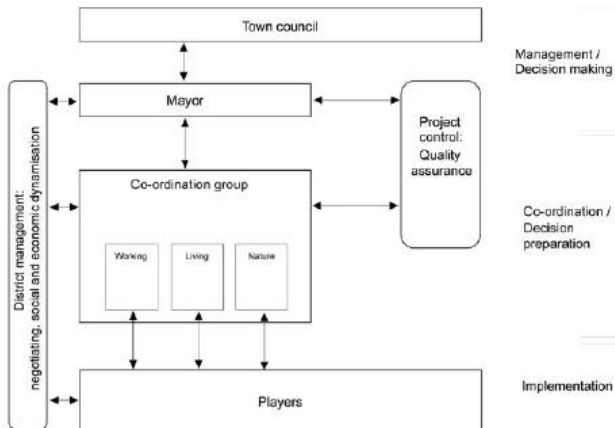 Town council
Management /
Decision making
Mayor
Project control:
Quality
assurance
District management:
negotiating, social and economic dynamisation
Co-ordination group
Working
Living
Nature
Co-ordination /
Decision
preparation
Players
Implementation